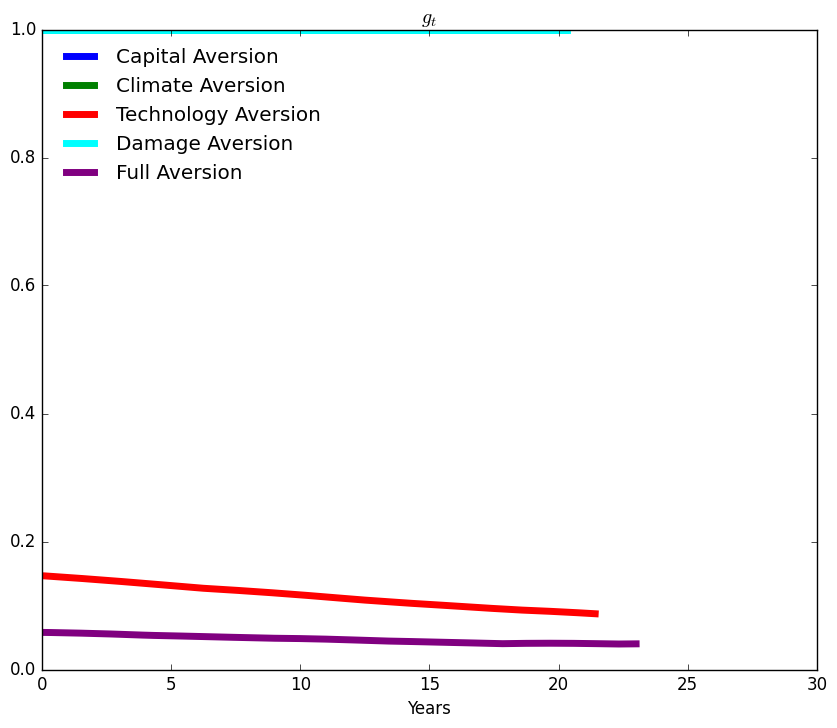 g_t
1.0
0.8
0.6
0.4
0.2
0.0
Capital Aversion
Climate Aversion
Technology Aversion
Damage Aversion
Full Aversion
0 5 10 15 20 25 30
Years